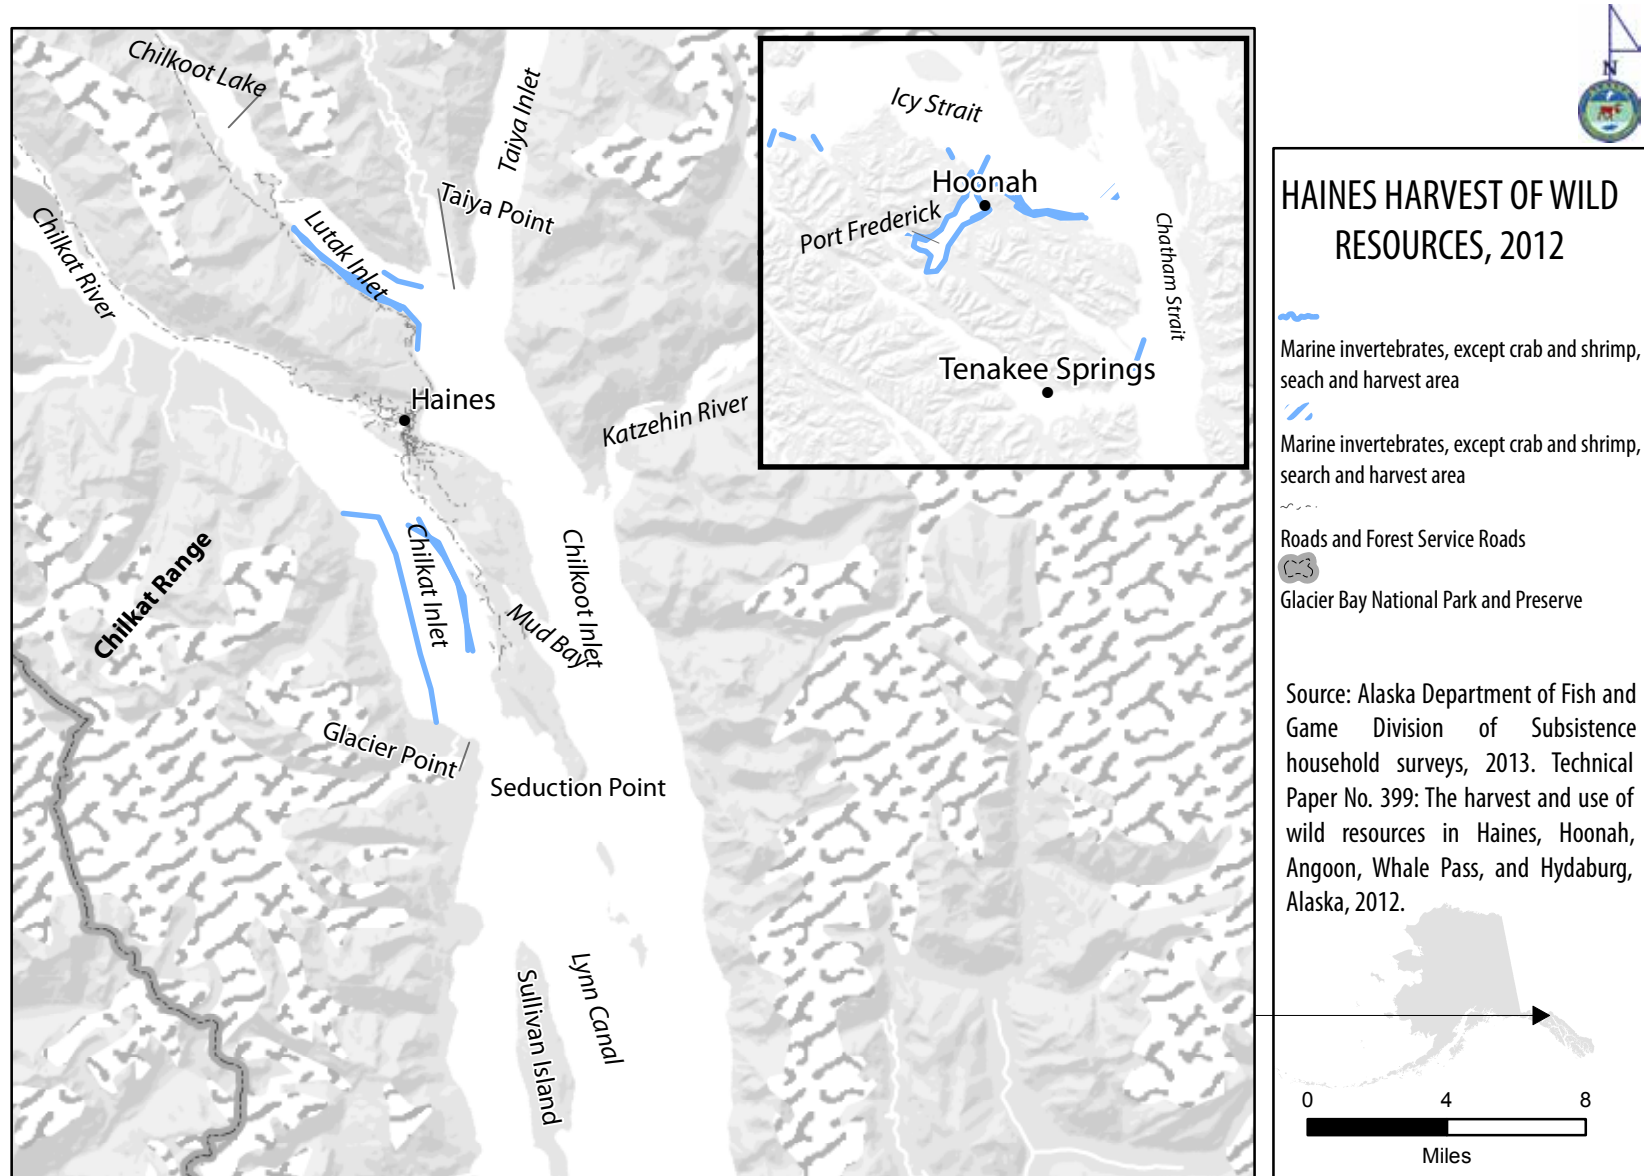 Chilkoot Lake
Taiya Inlet
Taiya Point
Lutak Inlet
Chilkat River
Haines
Katzehin River
Chilkat Range
Chilkat Inlet
Chilkoot Inlet
Mud Bay
Glacier Point
Seduction Point
Sullivan Island
Lynn Canal
Icy Strait
Hoonah
Port Frederick
Chatham Strait
Tenakee Springs
N
HAINES HARVEST OF WILD
RESOURCES, 2012
Marine invertebrates, except crab and shrimp,
seach and harvest area
Marine invertebrates, except crab and shrimp,
search and harvest area
Roads and Forest Service Roads
Glacier Bay National Park and Preserve
Source: Alaska Department of Fish and
Game Division of Subsistence
household surveys, 2013. Technical
Paper No. 399: The harvest and use of
wild resources in Haines, Hoonah,
Angoon, Whale Pass, and Hydaburg,
Alaska, 2012.
0 4 8
Miles